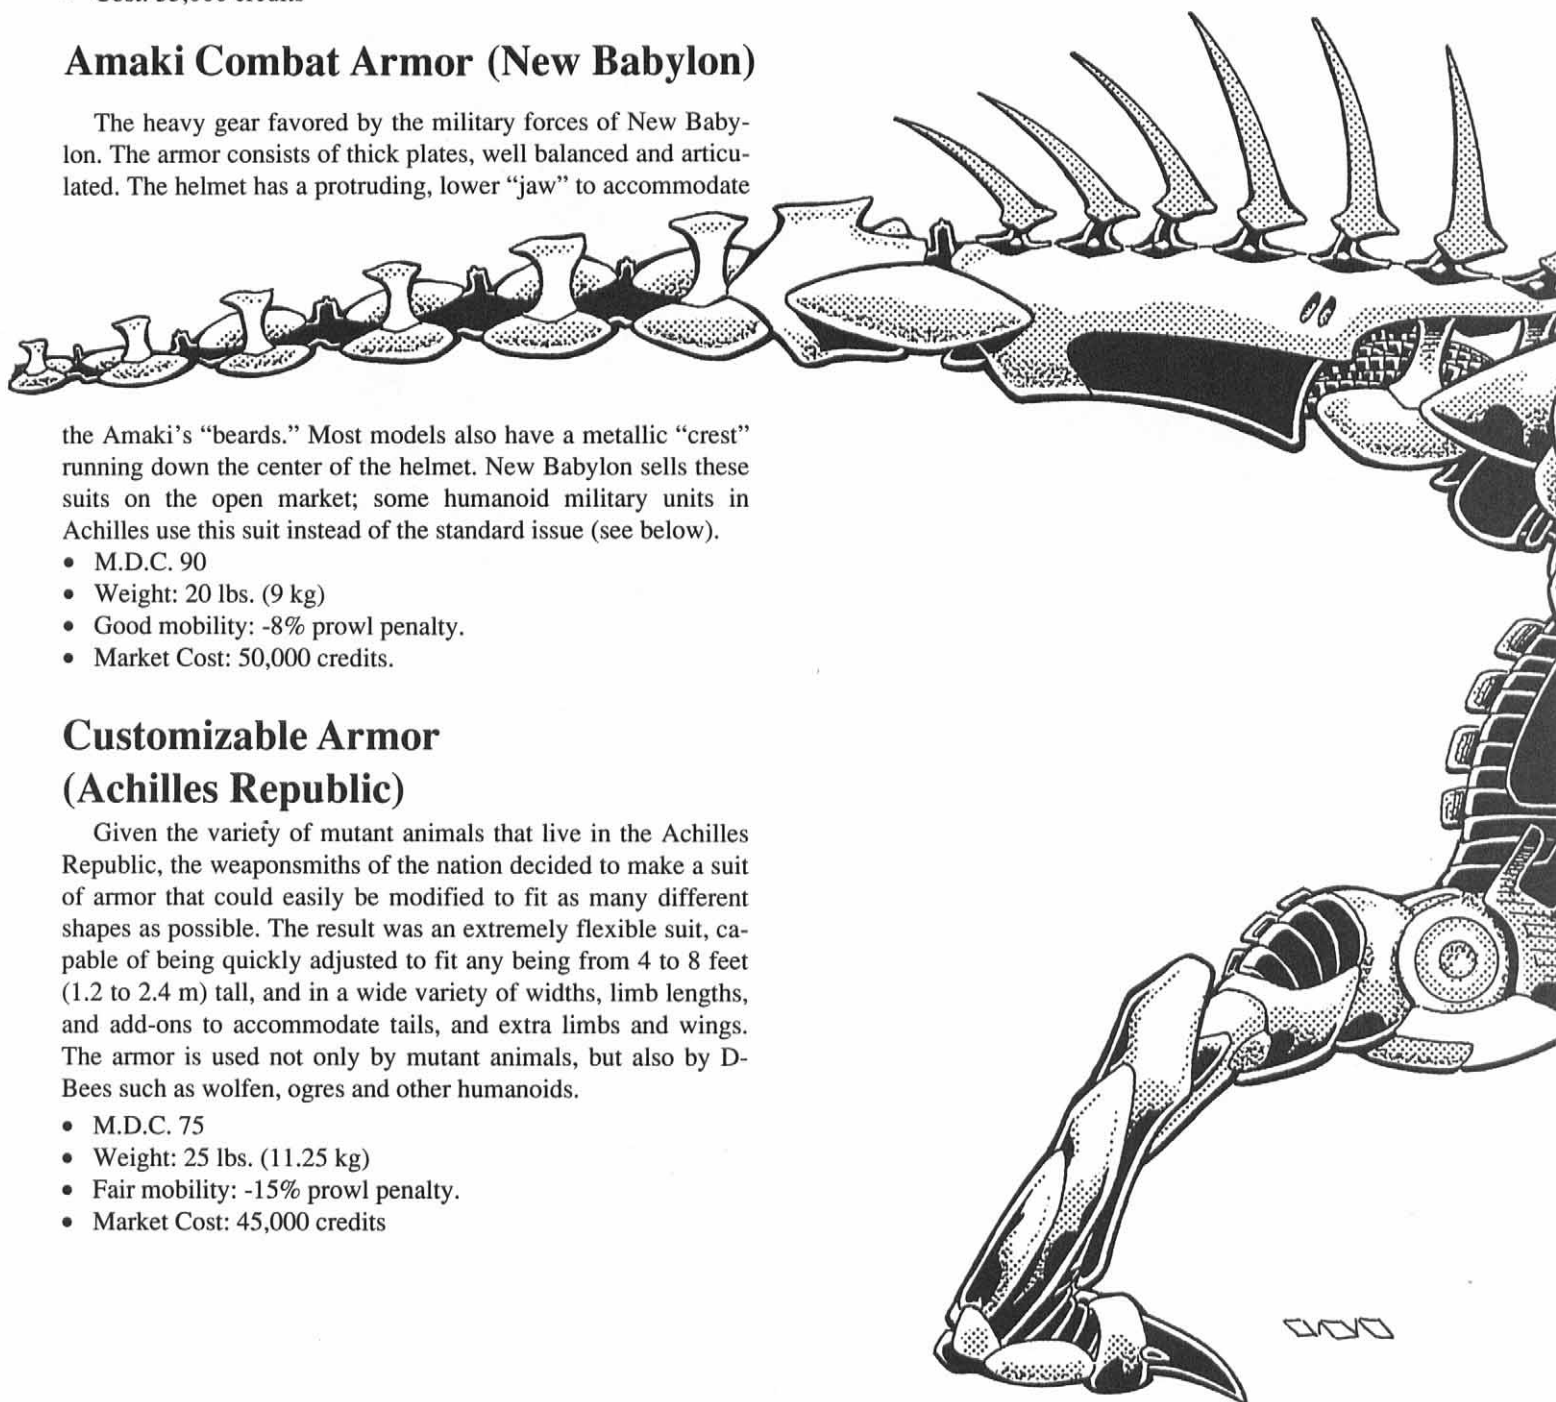 Amaki Combat Armor (New Babylon)
The heavy gear favored by the military forces of New Baby-
lon. The armor consists of thick plates, well balanced and articu-
lated. The helmet has a protruding, lower “jaw” to accommodate
the Amaki’s “beards.” Most models also have a metallic “crest”
running down the center of the helmet. New Babylon sells these
suits on the open market; some humanoid military units in
Achilles use this suit instead of the standard issue (see below).
• M.D.C. 90
• Weight: 20 lbs. (9 kg)
• Good mobility: -8% prowl penalty.
• Market Cost: 50,000 credits.
Customizable Armor
(Achilles Republic)
Given the variety of mutant animals that live in the Achilles
Republic, the weaponsmiths of the nation decided to make a suit
of armor that could easily be modified to fit as many different
shapes as possible. The result was an extremely flexible suit, ca-
pable of being quickly adjusted to fit any being from 4 to 8 feet
(1.2 to 2.4 m) tall, and in a wide variety of widths, limb lengths,
and add-ons to accommodate tails, and extra limbs and wings.
The armor is used not only by mutant animals, but also by D-
Bees such as wolfen, ogres and other humanoids.
• M.D.C. 75
• Weight: 25 lbs. (11.25 kg)
• Fair mobility: -15% prowl penalty.
• Market Cost: 45,000 credits